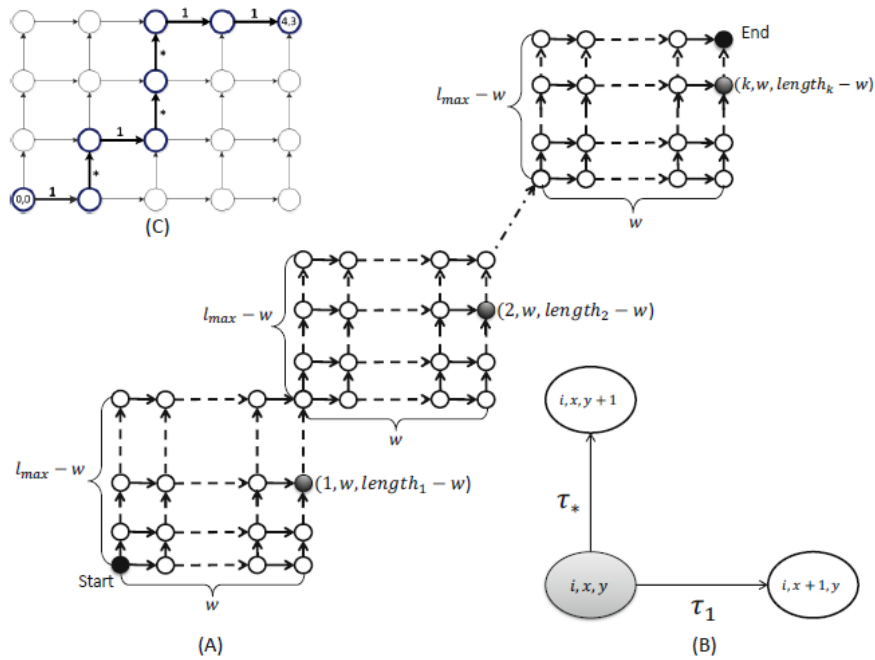 1
1
4,3
*
*
1
*
0,0
1
(C)
End
l_max − w
(k, w, length_k − w)
w
l_max − w
(2, w, length_2 − w)
w
l_max − w
(1, w, length_1 − w)
Start
w
(A)
i, x, y + 1
τ_*
i, x, y
i, x + 1, y
τ_1
(B)